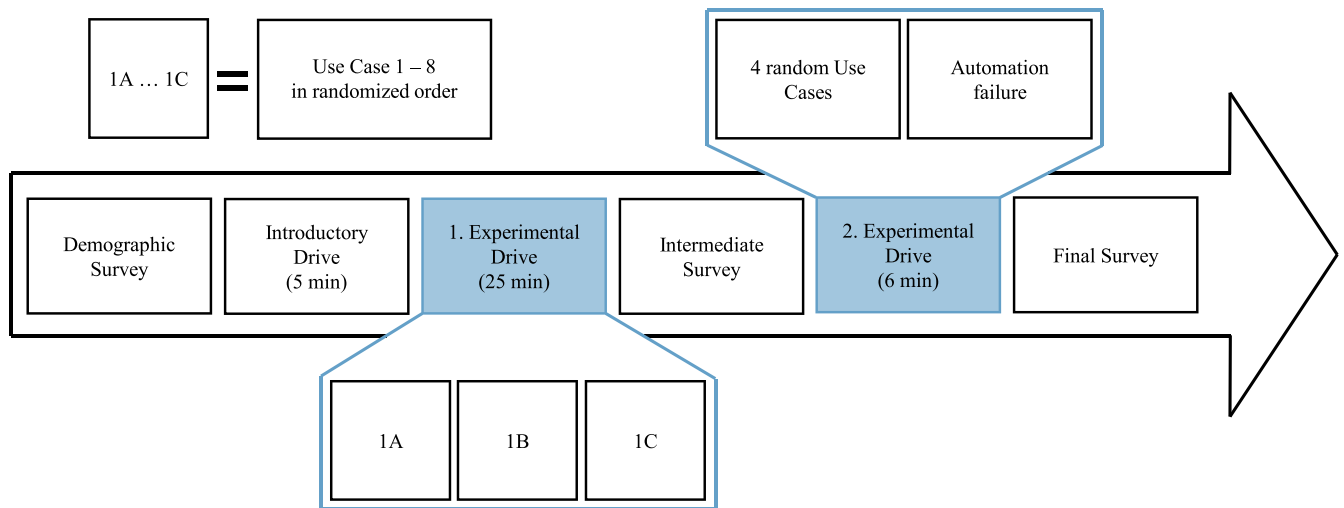 1A … 1C
=
Use Case 1 – 8
in randomized order
4 random Use
Cases
Automation
failure
Demographic
Survey
Introductory
Drive
(5 min)
1. Experimental
Drive
(25 min)
Intermediate
Survey
2. Experimental
Drive
(6 min)
Final Survey
1A
1B
1C